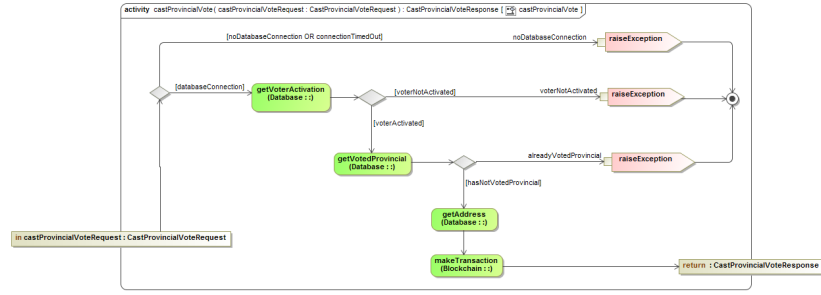 activity castProvincialVote( castProvincialVoteRequest : CastProvincialVoteRequest ) : CastProvincialVoteResponse [ castProvincialVote ]
[noDatabaseConnection OR connectionTimedOut]
noDatabaseConnection
raiseException
[databaseConnection]
getVoterActivation
(Database : :)
[voterNotActivated]
voterNotActivated
raiseException
[voterActivated]
getVotedProvincial
(Database : :)
alreadyVotedProvincial
raiseException
[hasNotVotedProvincial]
getAddress
(Database : :)
in castProvincialVoteRequest : CastProvincialVoteRequest
makeTransaction
(Blockchain : :)
return : CastProvincialVoteResponse